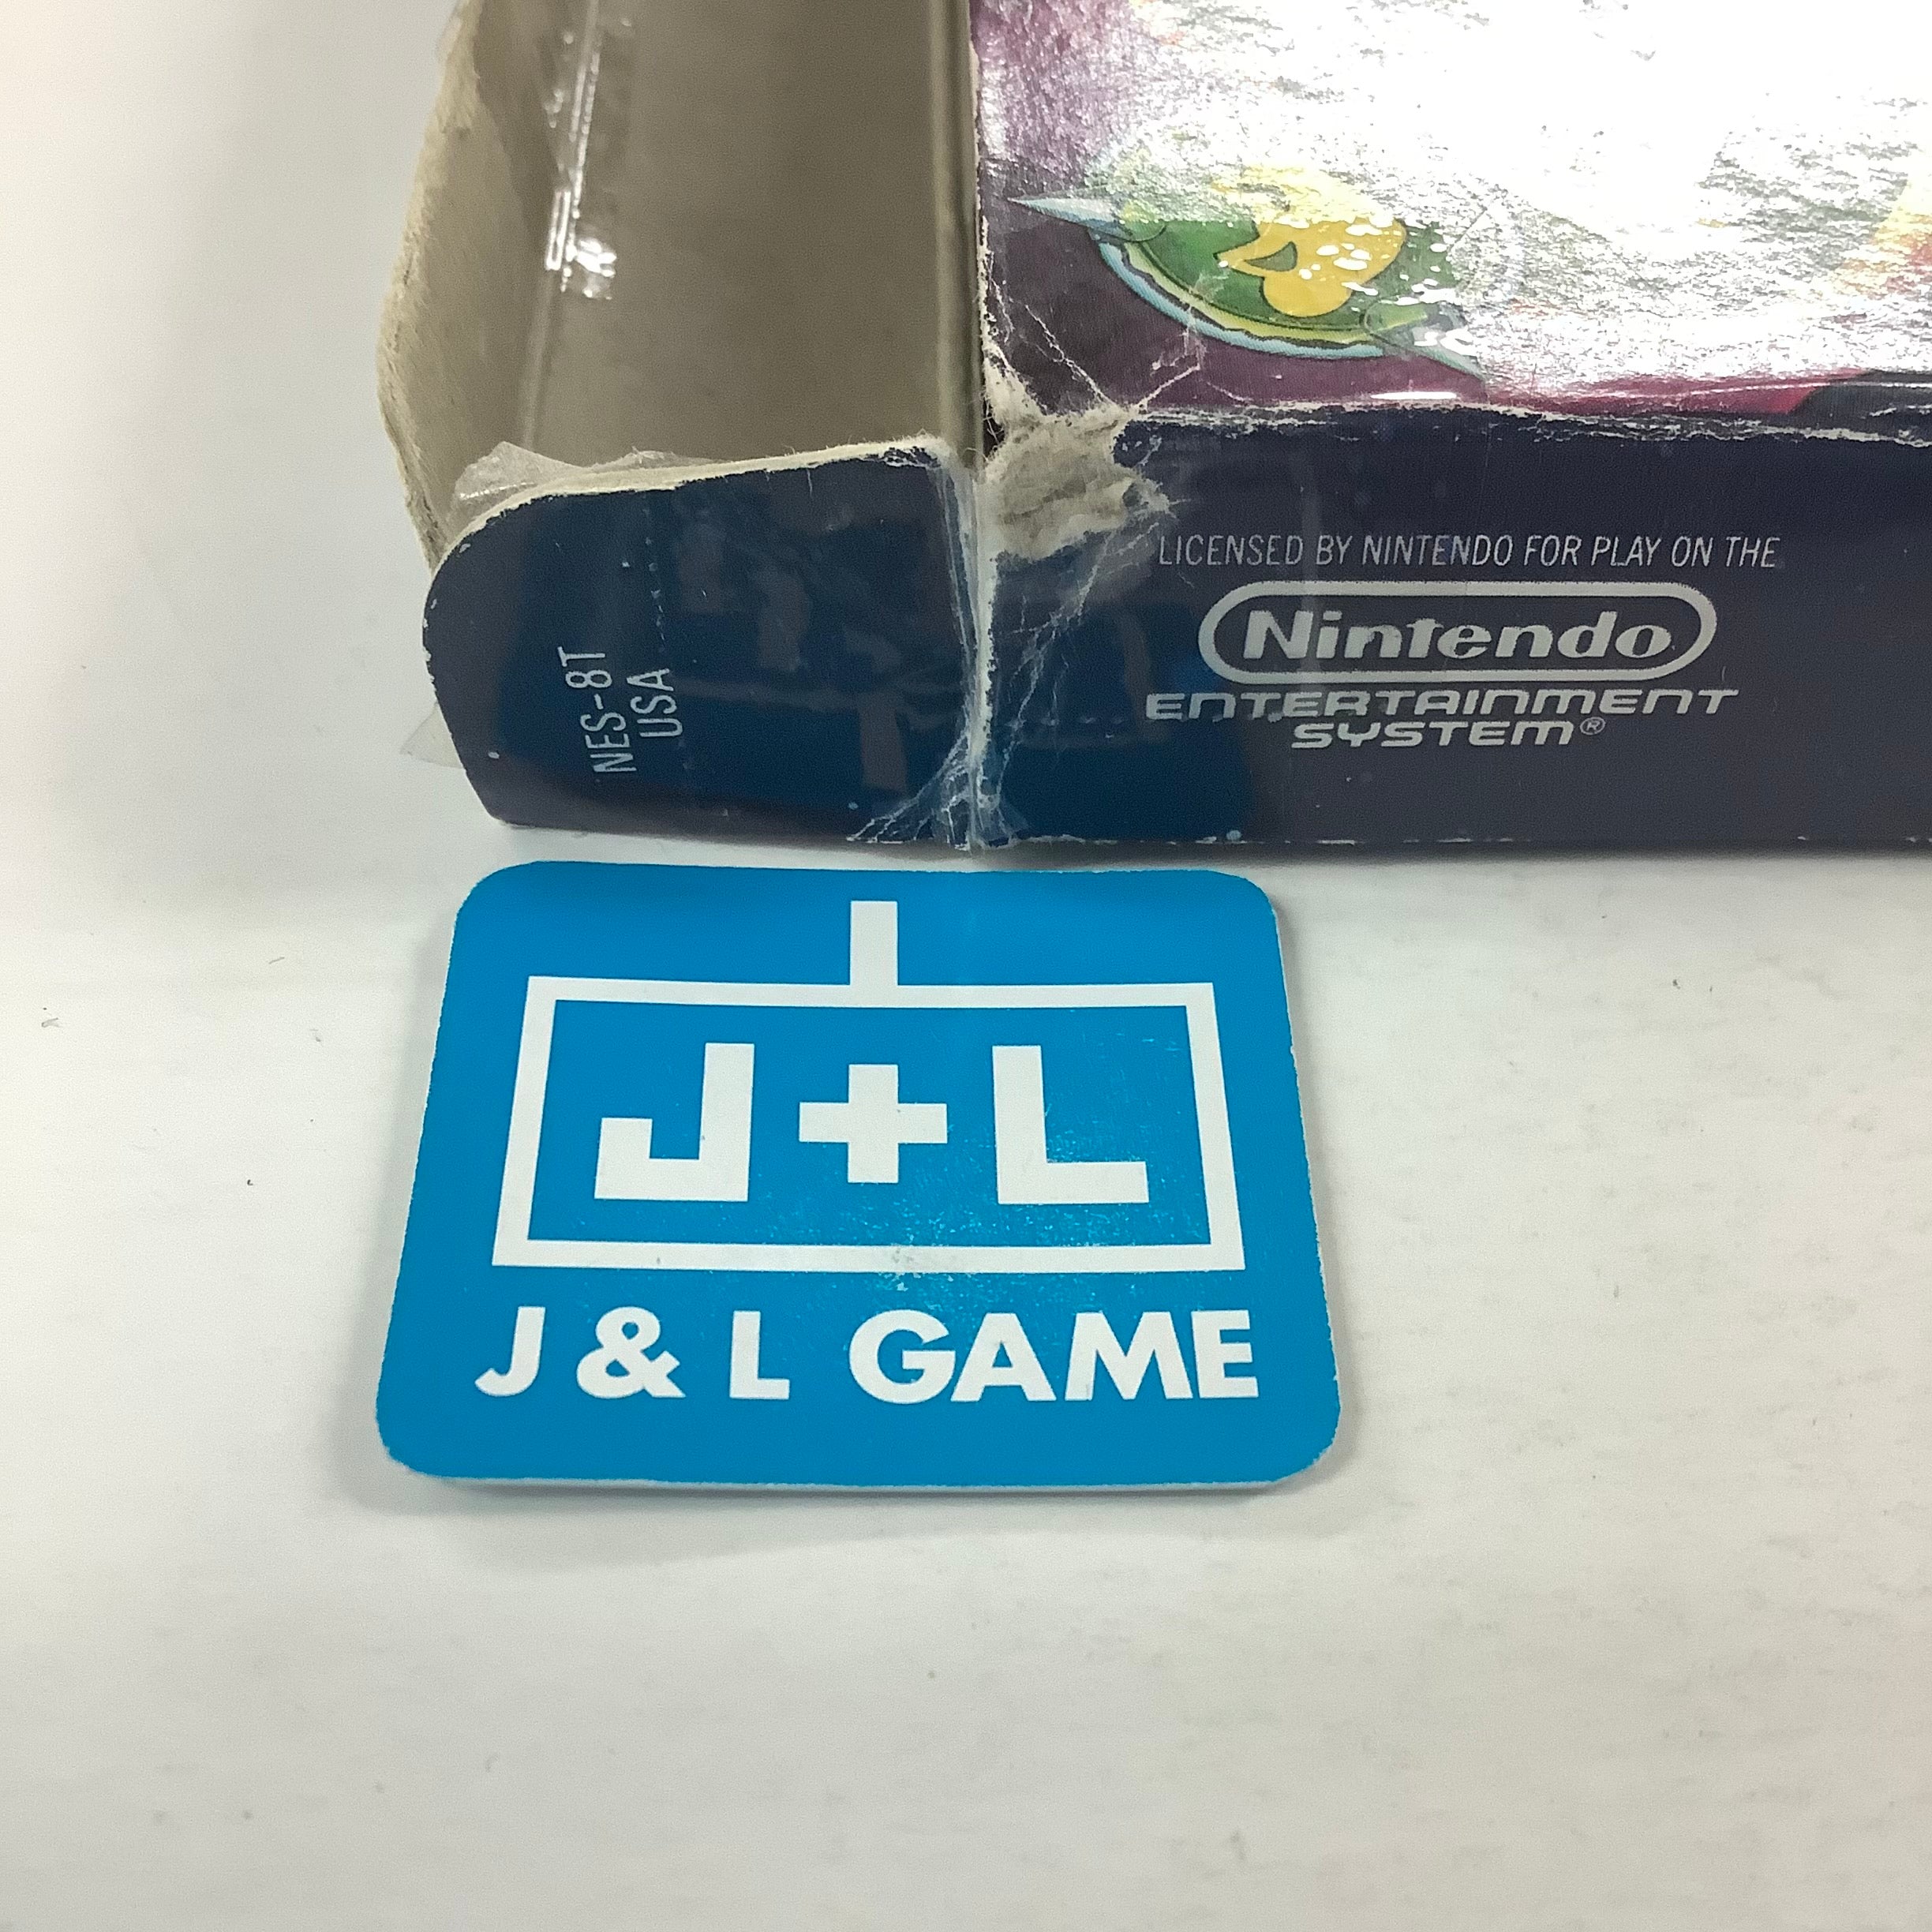 LICENSED BY NINTENDO FOR PLAY ON THE
Nintendo
ENTERTAINMENT
SYSTEM®
NES-8T
USA
J+L
J & L GAME